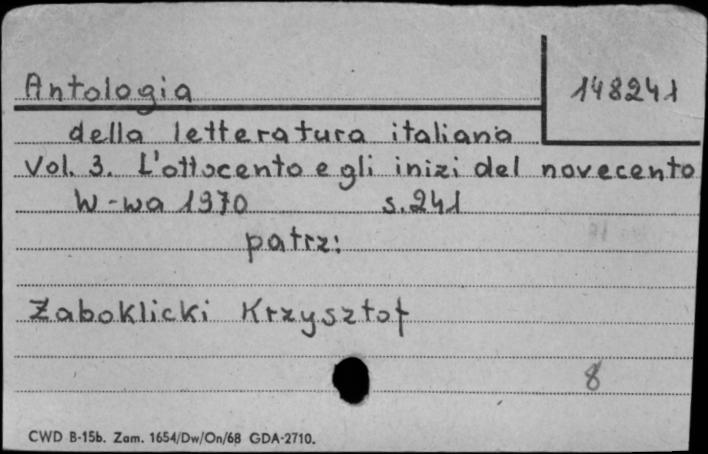 Antologia
148241
della letteratura italiana
Vol. 3. L'ottocento e gli inizi del novecento
W-wa 1970 s. 241
patrz:
Zaboklicki Krzysztof
8
CWD B-15b. Zam. 1654/Dw/On/68 GDA-2710.